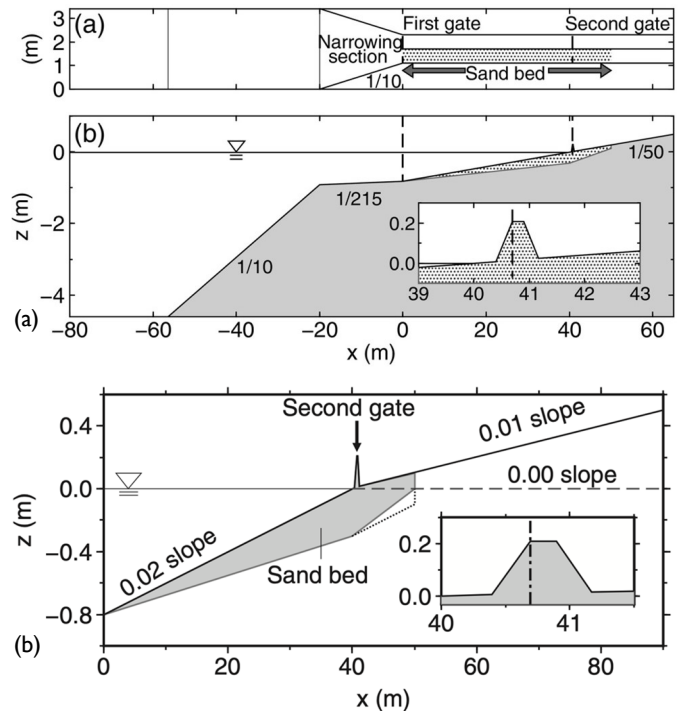 (a)
First gate
Second gate
Narrowing
section
1/10
Sand bed
(m)
3
2
1
0
(b)
1/50
1/215
1/10
z (m)
0
−2
−4
0.2
0.0
39
40
41
42
43
(a)
−80
−60
−40
−20
0
20
40
60
x (m)
Second gate
0.01 slope
0.00 slope
0.02 slope
Sand bed
z (m)
0.4
0.0
−0.4
−0.8
0.2
0.0
40
41
(b)
0
20
40
60
80
x (m)